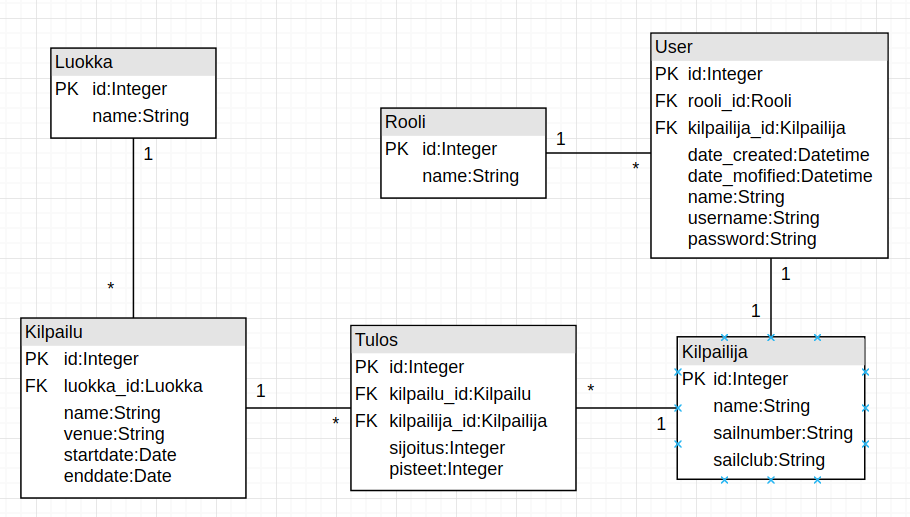 Luokka
PK id:Integer
name:String
1
*
Rooli
PK id:Integer
name:String
1
*
User
PK id:Integer
FK rooli_id:Rooli
FK kilpailija_id:Kilpailija
date_created:Datetime
date_mofified:Datetime
name:String
username:String
password:String
1
1
Kilpailu
PK id:Integer
FK luokka_id:Luokka
name:String
venue:String
startdate:Date
enddate:Date
1
*
Tulos
PK id:Integer
FK kilpailu_id:Kilpailu
FK kilpailija_id:Kilpailija
sijoitus:Integer
pisteet:Integer
*
1
Kilpailija
PK id:Integer
name:String
sailnumber:String
sailclub:String